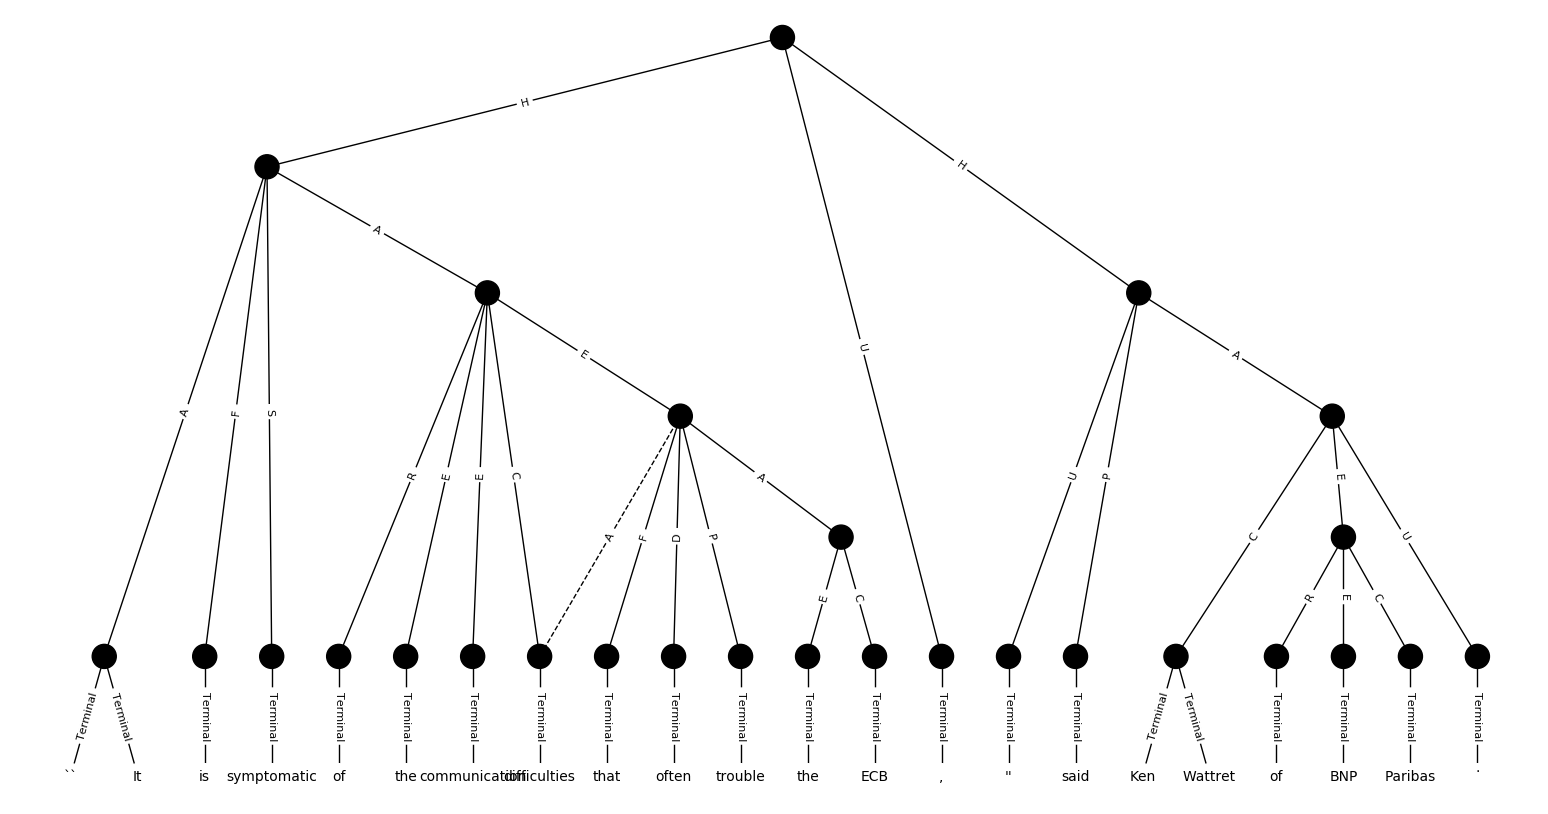 H
H
A
A
E
U
A
A
F
S
R
E
E
C
U
P
E
A
A
F
D
P
C
U
E
C
R
E
C
Terminal Terminal Terminal Terminal Terminal Terminal Terminal Terminal Terminal Terminal Terminal Terminal Terminal Terminal Terminal Terminal Terminal Terminal Terminal Terminal Terminal Terminal
`` It is symptomatic of the communication difficulties that often trouble the ECB , " said Ken Wattret of BNP Paribas .